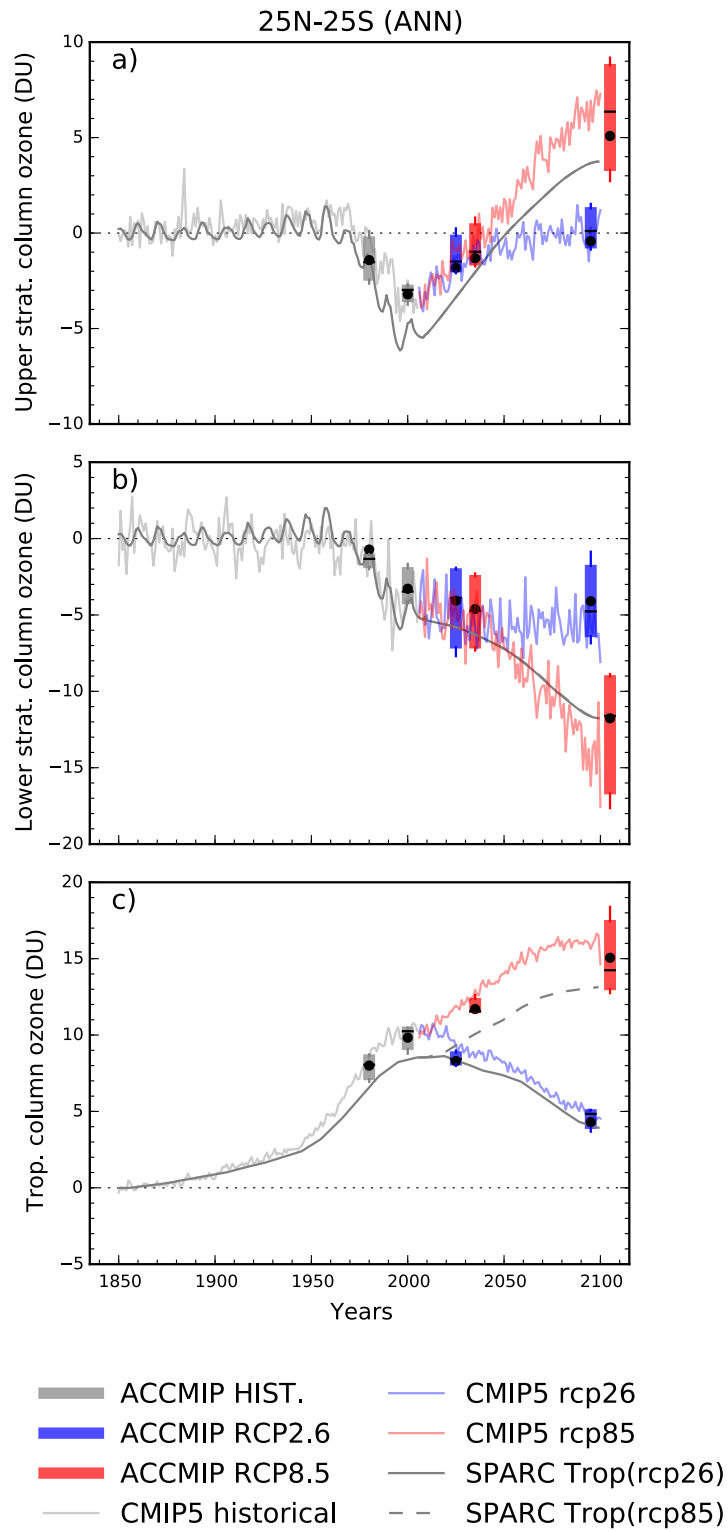 25N-25S (ANN)
a)
Upper strat. column ozone (DU)
10
5
0
−5
−10
b)
Lower strat. column ozone (DU)
5
0
−5
−10
−15
−20
c)
Trop. column ozone (DU)
20
15
10
5
0
−5
1850 1900 1950 2000 2050 2100
Years
ACCMIP HIST.
ACCMIP RCP2.6
ACCMIP RCP8.5
CMIP5 historical
CMIP5 rcp26
CMIP5 rcp85
SPARC Trop(rcp26)
SPARC Trop(rcp85)